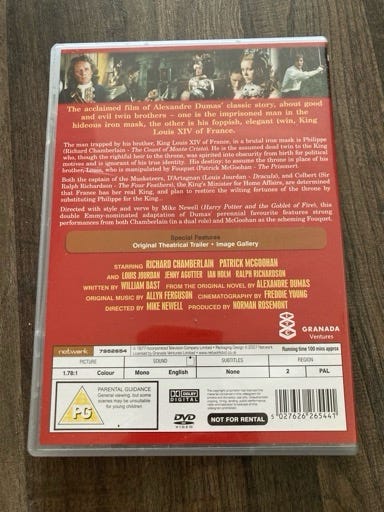 The acclaimed film of Alexandre Dumas' classic story, about good
and evil twin brothers – one is the imprisoned man in the
hideous iron mask, the other is his foppish, elegant twin, King
Louis XIV of France.
The man trapped by his brother, King Louis XIV of France, in a brutal iron mask is Philippe
(Richard Chamberlain - The Count of Monte Cristo). He is the assumed dead twin to the King
who, though the rightful heir to the throne, was spirited into obscurity from birth for political
motives and is ignorant of his true identity. His destiny: to assume the throne in place of his
brother Louis, who is manipulated by Fouquet (Patrick McGoohan - The Prisoner).
Both the captain of the Musketeers, D'Artagnan (Louis Jourdan - Dracula), and Colbert (Sir
Ralph Richardson - The Four Feathers), the King's Minister for Home Affairs, are determined
that France has her real King, and plan to restore the wilting fortunes of the throne by
substituting Philippe for the King...
Directed with style and verve by Mike Newell (Harry Potter and the Goblet of Fire), this
double Emmy-nominated adaptation of Dumas' perennial favourite features strong
performances from both Chamberlain (in a dual role) and McGoohan as the scheming Fouquet.
Special Features
Original Theatrical Trailer • Image Gallery
STARRING RICHARD CHAMBERLAIN PATRICK MCGOOHAN
AND LOUIS JOURDAN JENNY AGUTTER IAN HOLM RALPH RICHARDSON
WRITTEN BY WILLIAM BAST FROM THE ORIGINAL NOVEL BY ALEXANDRE DUMAS
ORIGINAL MUSIC BY ALLYN FERGUSON CINEMATOGRAPHY BY FREDDIE YOUNG
DIRECTED BY MIKE NEWELL PRODUCED BY NORMAN ROSEMONT
GRANADA
Ventures
network 7952654
Running time 100 mins approx
PICTURE SOUND SUBTITLES REGION
1.78:1 Colour Mono English None 2 PAL
PARENTAL GUIDANCE
General viewing, but some
scenes may be unsuitable
for young children.
PG
DOLBY
DIGITAL
DVD
VIDEO
NOT FOR RENTAL
5 027626 265441